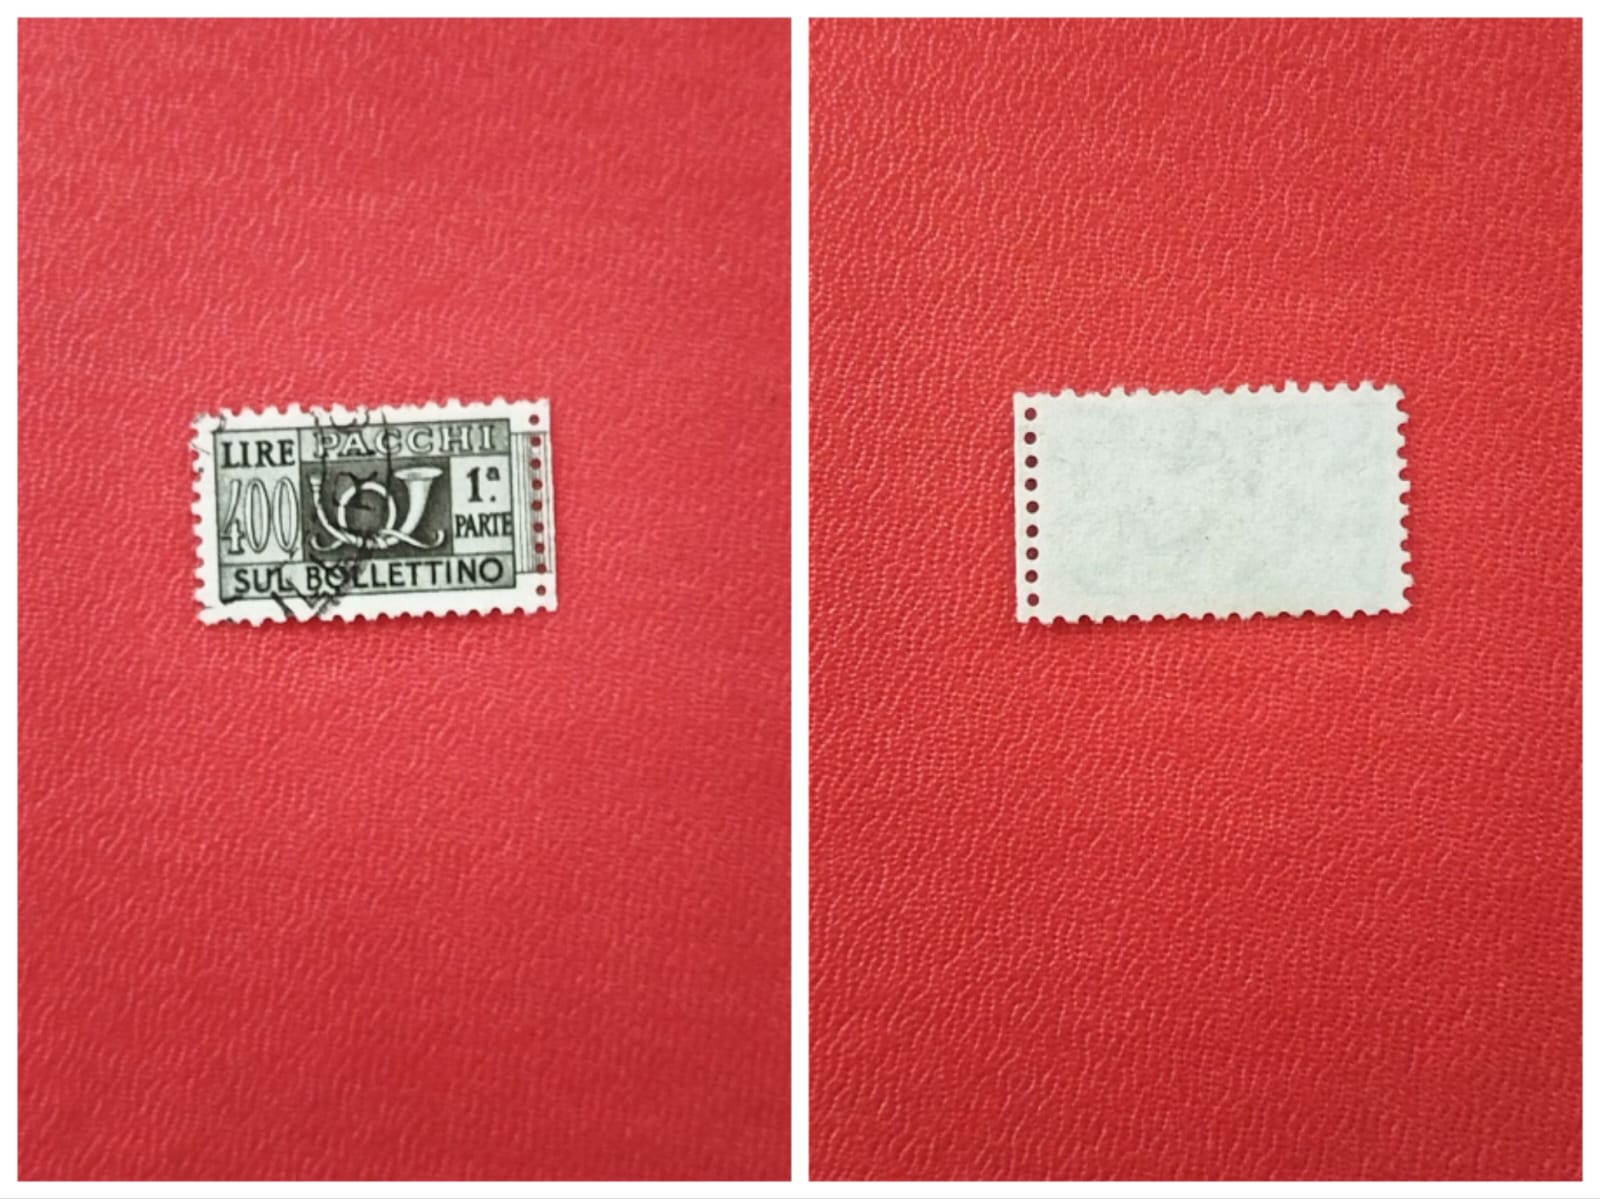 LIRE PACCHI
400 1.ª
PARTE
SUL BOLLETTINO